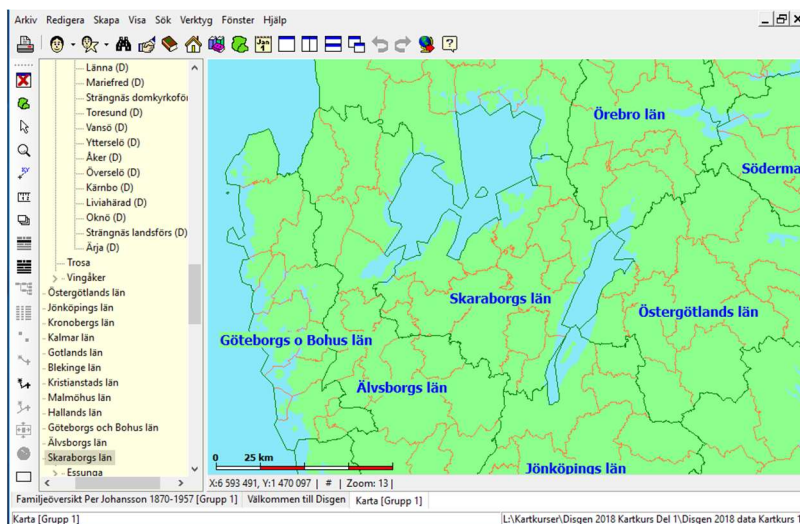 Arkiv Redigera Skapa Visa Sök Verktyg Fönster Hjälp
Jan 1
Länna (D)
Mariefred (D)
Strängnäs domkyrkoför
Toresund (D)
Vansö (D)
Ytterselö (D)
Åker (D)
Överselö (D)
Kärnbo (D)
Liviahärad (D)
Oknö (D)
Strängnäs landsförs (D)
Ärja (D)
Trosa
Vingåker
Östergötlands län
Jönköpings län
Kronobergs län
Kalmar län
Gotlands län
Blekinge län
Kristianstads län
Malmöhus län
Hallands län
Göteborgs och Bohus län
Älvsborgs län
Skaraborgs län
Essunga
Örebro län
Söderma
Skaraborgs län
Östergötlands län
Göteborgs o Bohus län
Älvsborgs län
Jönköpings län
0 25 km
X:6 593 491, Y:1 470 097 | # | Zoom: 13 |
Familjeöversikt Per Johansson 1870-1957 [Grupp 1] Välkommen till Disgen Karta [Grupp 1]
Karta [Grupp 1] L:\Kartkurser\Disgen 2018 Kartkurs Del 1\Disgen 2018 data Kartkurs 1